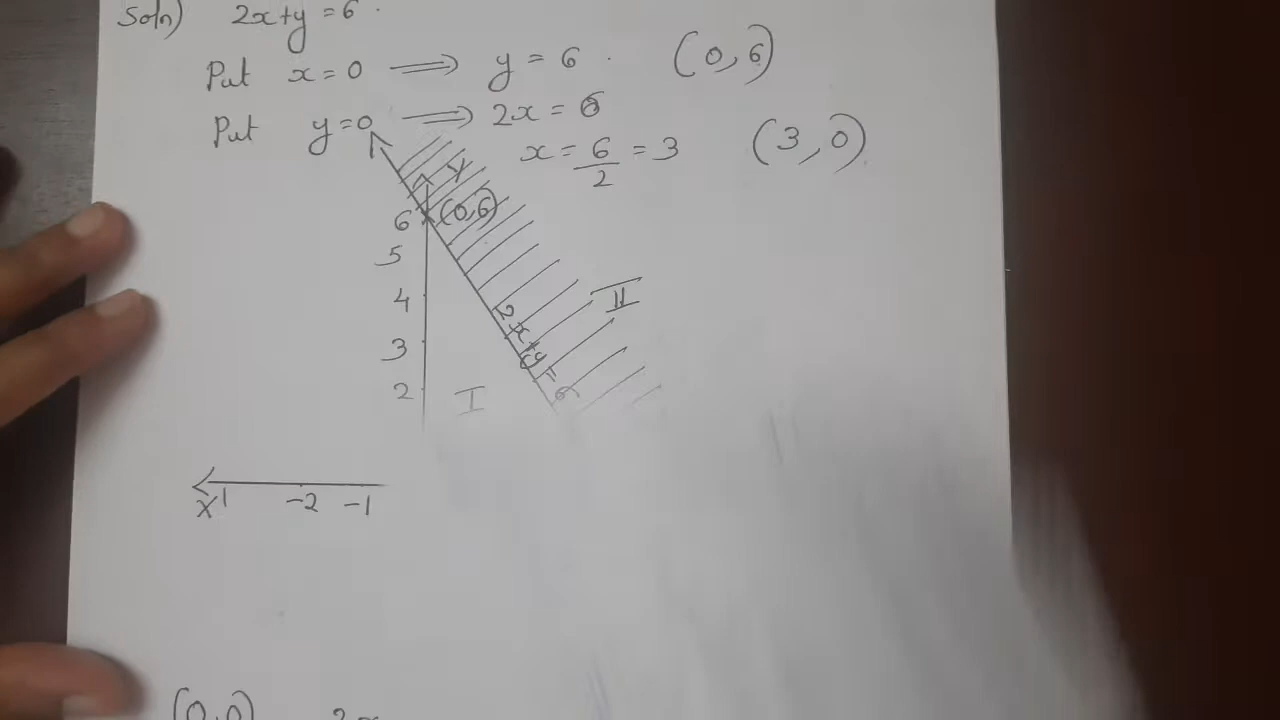 Soln) 2x+y=6.
Put x=0 ⟹ y=6. (0,6)
Put y=0 ⟹ 2x=6
x=6/2=3 (3,0)
Y
6 (0,6)
5
4 II
3 2x+y=6
2 I
X' -2 -1
(0,0) 2x